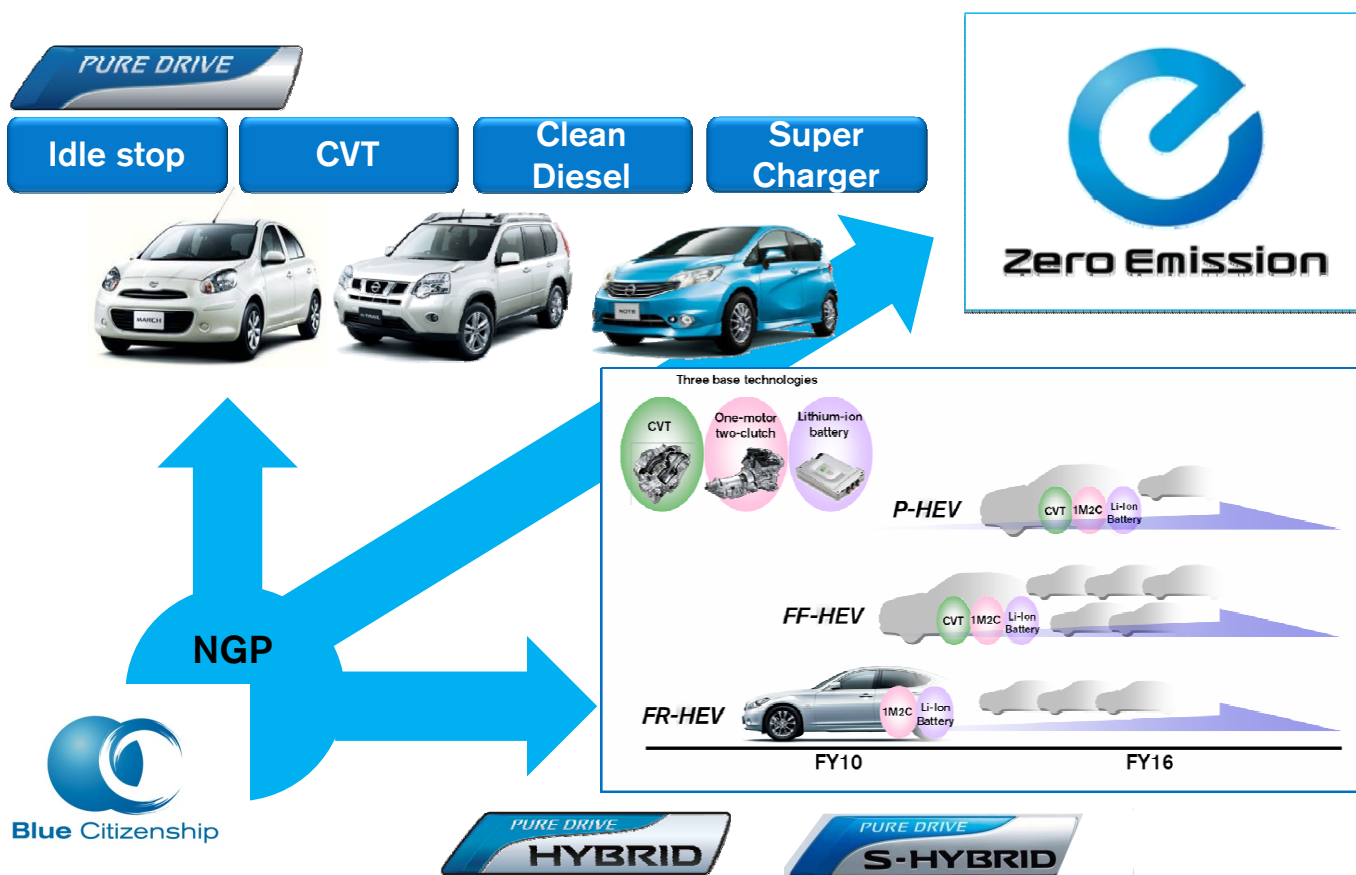 PURE DRIVE
Idle stop
CVT
Clean
Diesel
Super
Charger
Zero Emission
MARCH
X-TRAIL
NOTE
Three base technologies
CVT
One-motor
two-clutch
Lithium-ion
battery
P-HEV
CVT
1M2C
Li-Ion
Battery
FF-HEV
CVT
1M2C
Li-Ion
Battery
NGP
FR-HEV
1M2C
Li-Ion
Battery
FY10
FY16
Blue Citizenship
PURE DRIVE
HYBRID
PURE DRIVE
S-HYBRID